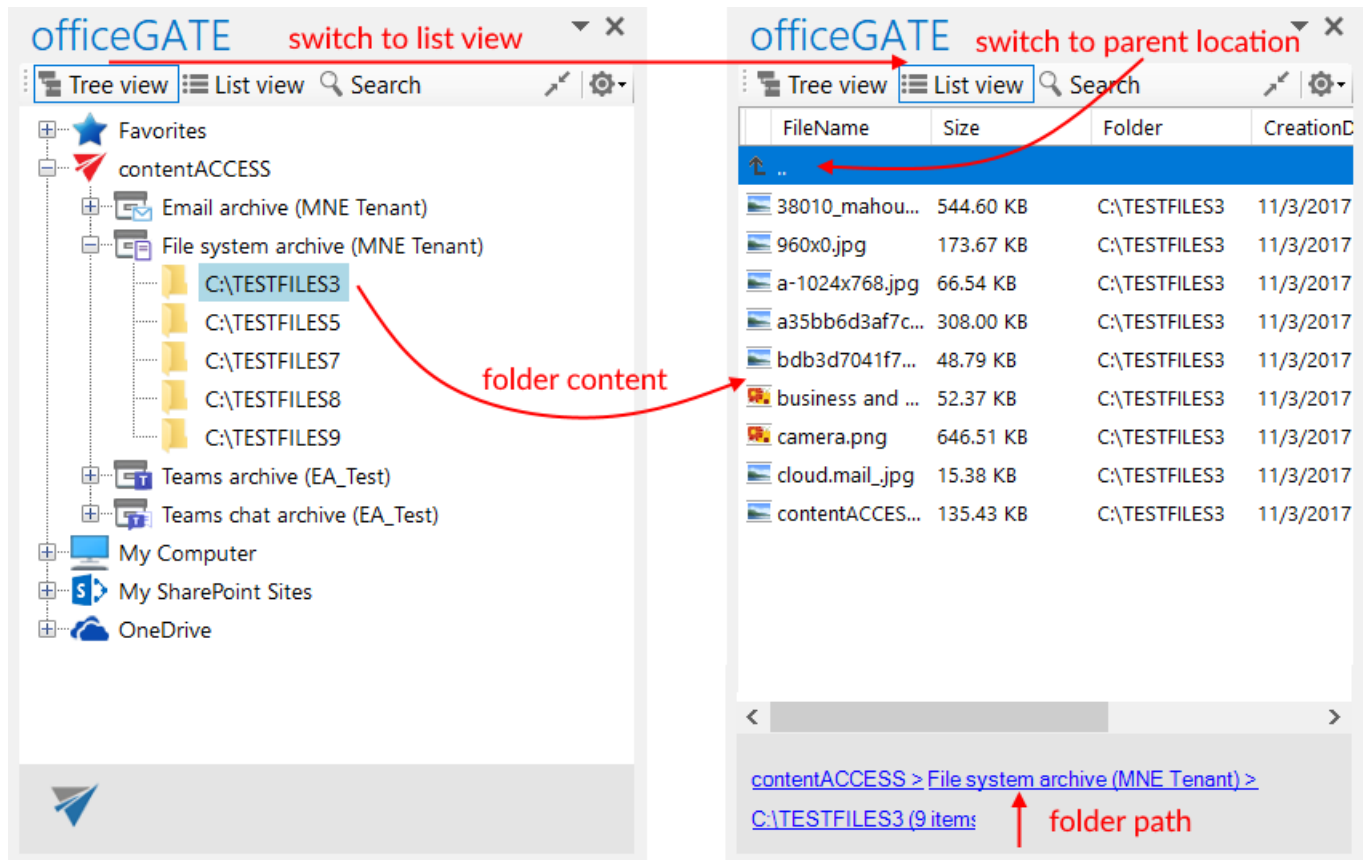 officeGATE
switch to list view
Tree view List view Search
Favorites
contentACCESS
Email archive (MNE Tenant)
File system archive (MNE Tenant)
C:\TESTFILES3
C:\TESTFILES5
C:\TESTFILES7
C:\TESTFILES8
C:\TESTFILES9
Teams archive (EA_Test)
Teams chat archive (EA_Test)
My Computer
My SharePoint Sites
OneDrive
folder content
officeGATE
switch to parent location
Tree view List view Search
FileName Size Folder CreationD
..
38010_mahou... 544.60 KB C:\TESTFILES3 11/3/2017
960x0.jpg 173.67 KB C:\TESTFILES3 11/3/2017
a-1024x768.jpg 66.54 KB C:\TESTFILES3 11/3/2017
a35bb6d3af7c... 308.00 KB C:\TESTFILES3 11/3/2017
bdb3d7041f7... 48.79 KB C:\TESTFILES3 11/3/2017
business and ... 52.37 KB C:\TESTFILES3 11/3/2017
camera.png 646.51 KB C:\TESTFILES3 11/3/2017
cloud.mail_.jpg 15.38 KB C:\TESTFILES3 11/3/2017
contentACCES... 135.43 KB C:\TESTFILES3 11/3/2017
contentACCESS > File system archive (MNE Tenant) >
C:\TESTFILES3 (9 items
folder path